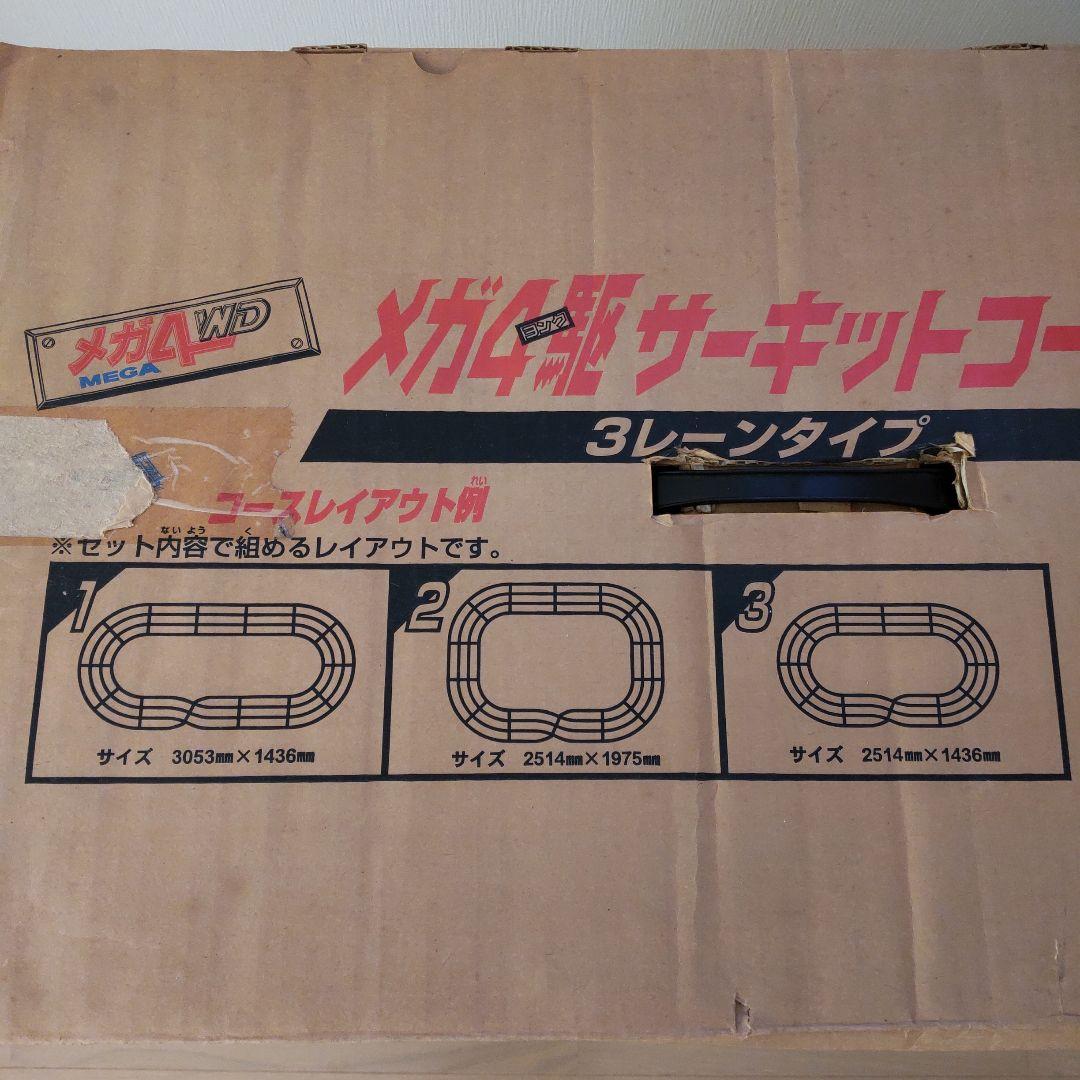 メガ4WD
MEGA
メガ4駆サーキットコー
ヨンク
3レーンタイプ
コースレイアウト例
れい
※セット内容で組めるレイアウトです。
ないよう く
1
サイズ 3053mm×1436mm
2
サイズ 2514mm×1975mm
3
サイズ 2514mm×1436mm